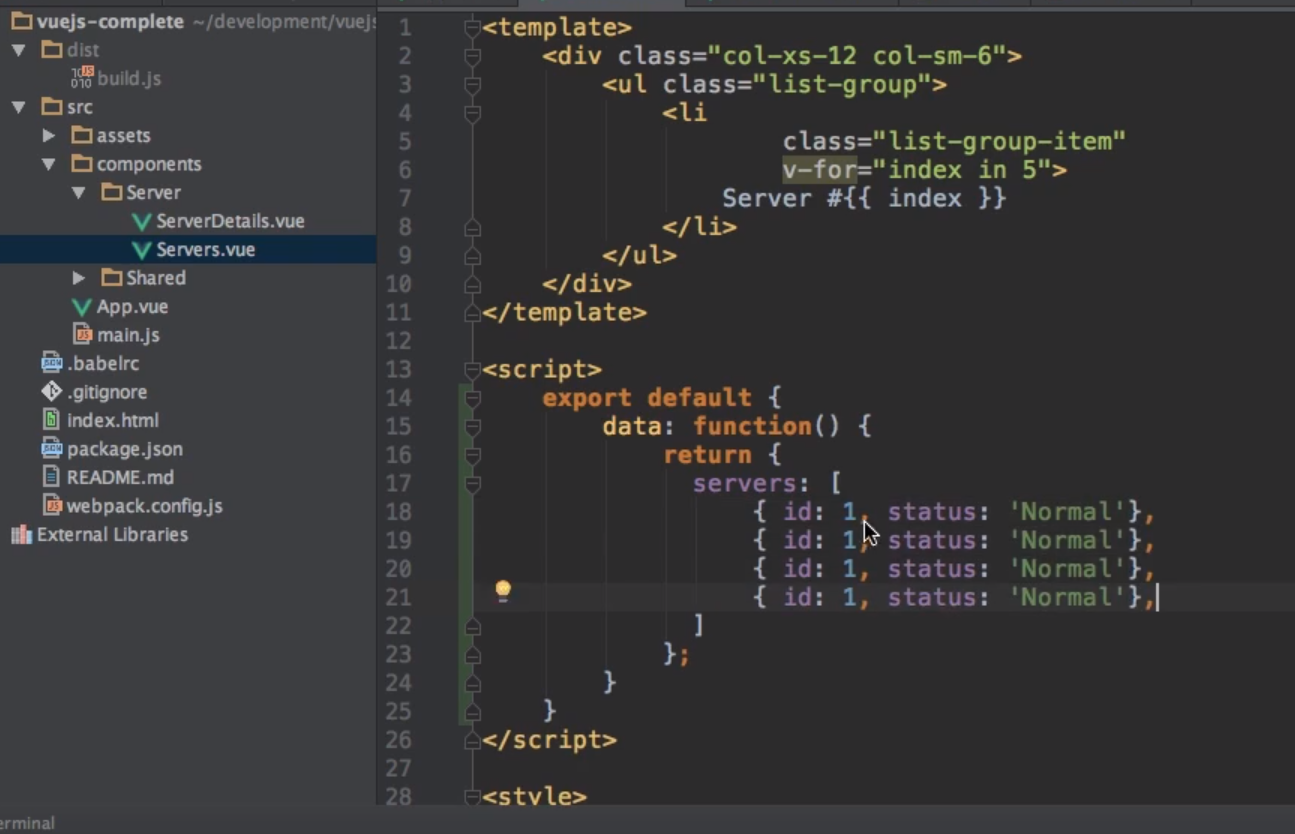 vuejs-complete ~/development/vuejs
dist
build.js
src
assets
components
Server
ServerDetails.vue
Servers.vue
Shared
App.vue
main.js
.babelrc
.gitignore
index.html
package.json
README.md
webpack.config.js
External Libraries
1 <template>
2 <div class="col-xs-12 col-sm-6">
3 <ul class="list-group">
4 <li
5 class="list-group-item"
6 v-for="index in 5">
7 Server #{{ index }}
8 </li>
9 </ul>
10 </div>
11 </template>
12
13 <script>
14 export default {
15 data: function() {
16 return {
17 servers: [
18 { id: 1, status: 'Normal'},
19 { id: 1, status: 'Normal'},
20 { id: 1, status: 'Normal'},
21 { id: 1, status: 'Normal'},
22 ]
23 };
24 }
25 }
26 </script>
27
28 <style>
erminal